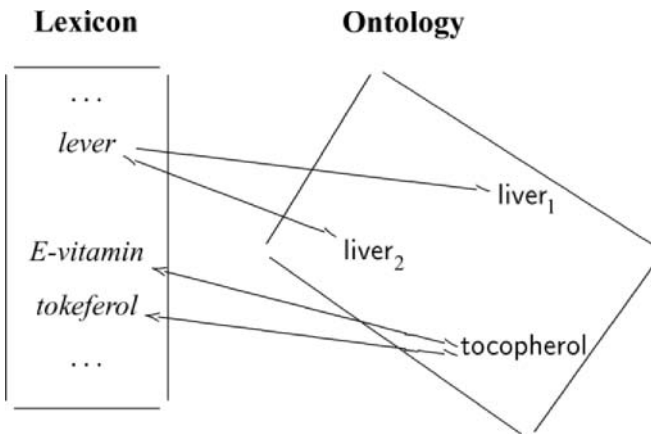 Lexicon
Ontology
...
lever
E-vitamin
tokeferol
...
liver₁
liver₂
tocopherol